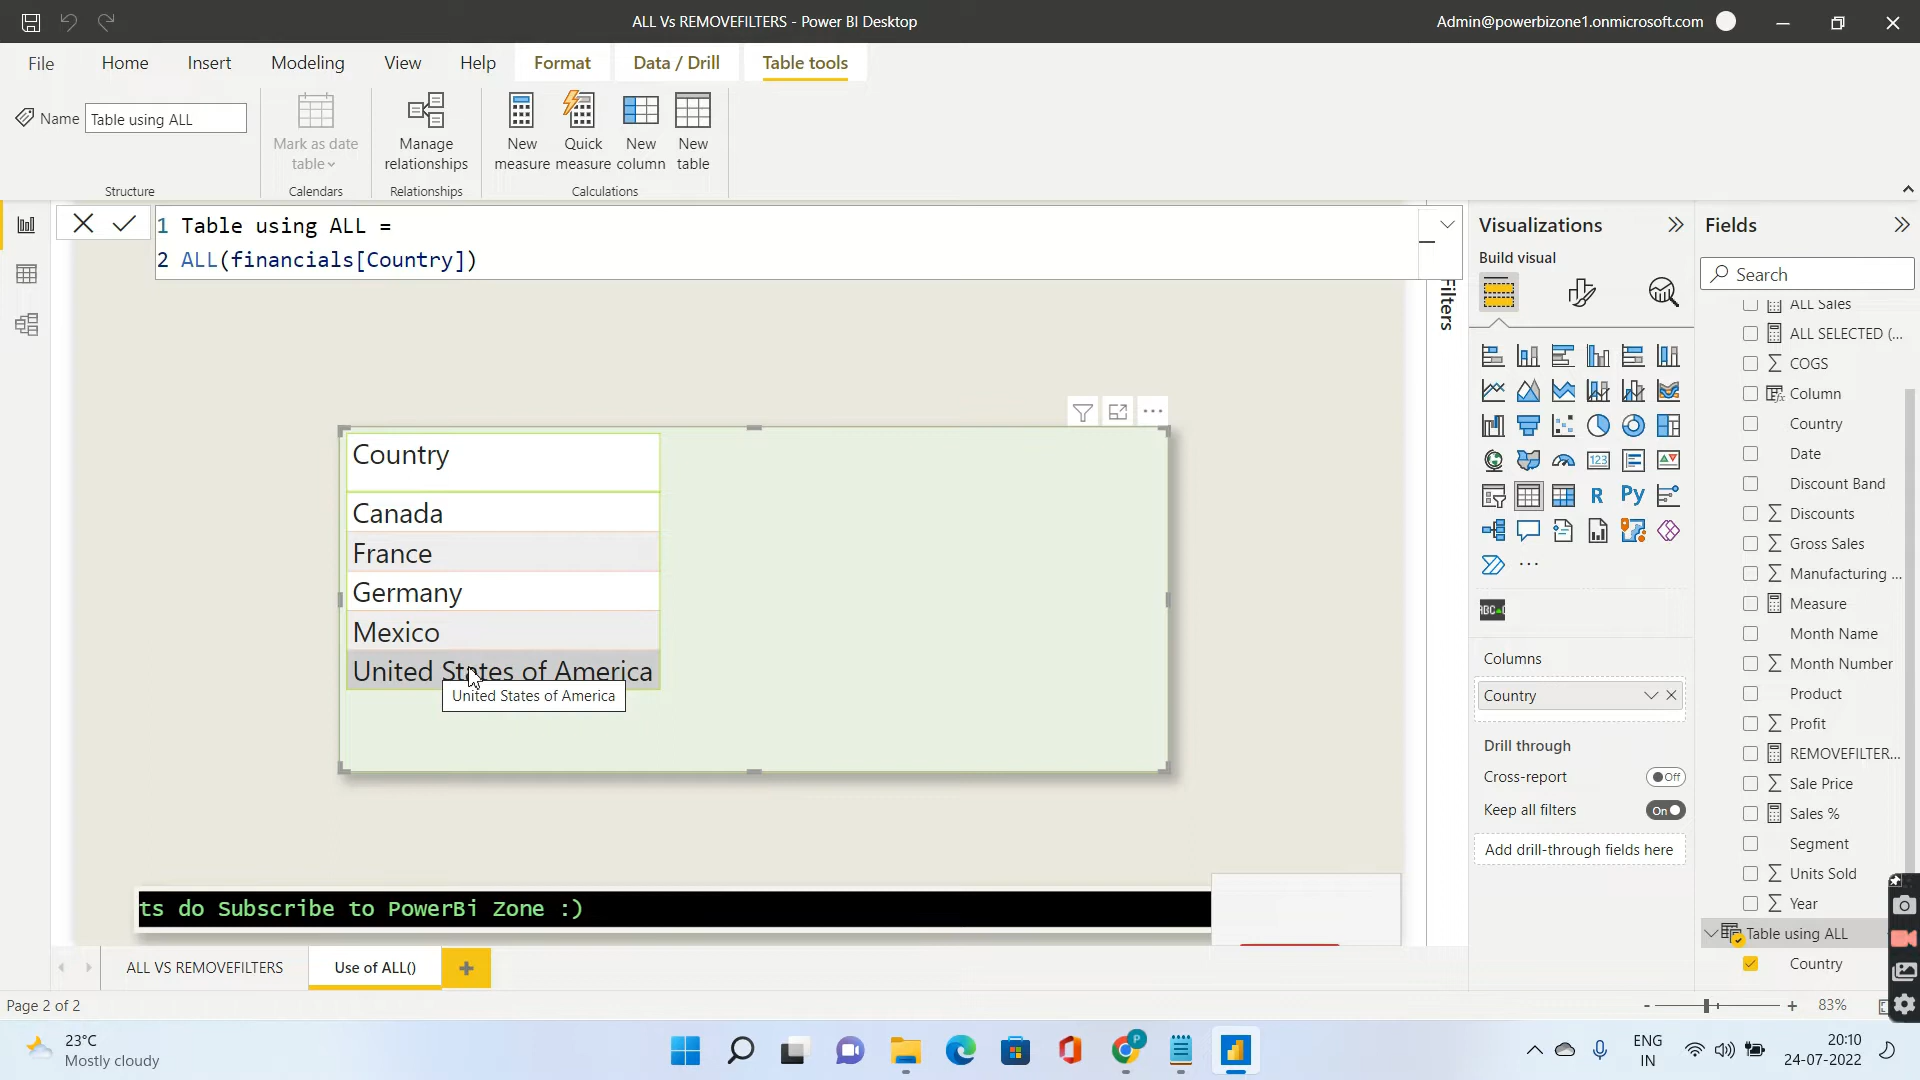 ALL Vs REMOVEFILTERS - Power BI Desktop
Admin@powerbizone1.onmicrosoft.com
File Home Insert Modeling View Help Format Data / Drill Table tools
Name Table using ALL
Mark as date table
Manage relationships
New measure
Quick measure
New column
New table
Structure
Calendars
Relationships
Calculations
1 Table using ALL =
2 ALL(financials[Country])
Country
Canada
France
Germany
Mexico
United States of America
United States of America
ts do Subscribe to PowerBi Zone :)
Filters
Visualizations
Build visual
123
R
Py
ABC
Columns
Country
Drill through
Cross-report Off
Keep all filters On
Add drill-through fields here
Fields
Search
ALL Sales
ALL SELECTED (...
COGS
Column
Country
Date
Discount Band
Discounts
Gross Sales
Manufacturing ...
Measure
Month Name
Month Number
Product
Profit
REMOVEFILTER...
Sale Price
Sales %
Segment
Units Sold
Year
Table using ALL
Country
ALL VS REMOVEFILTERS
Use of ALL()
Page 2 of 2
83%
23°C
Mostly cloudy
P
ENG
IN
20:10
24-07-2022